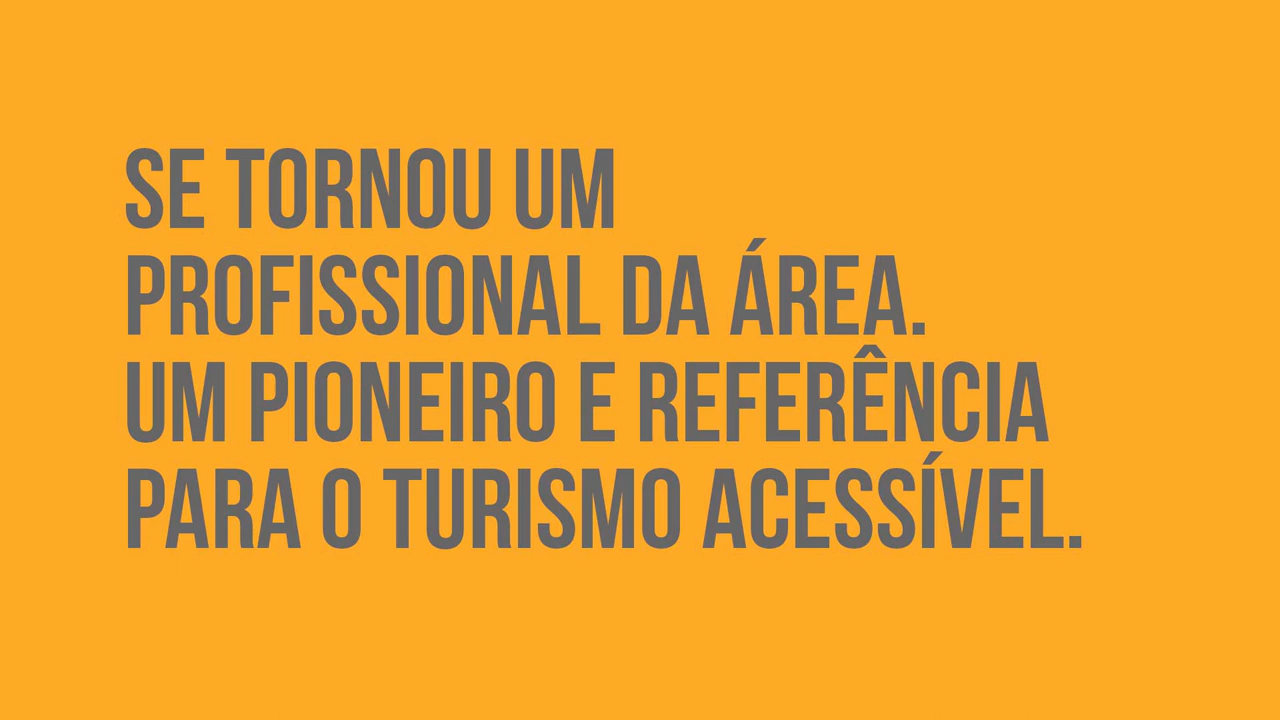 SE TORNOU UM
PROFISSIONAL DA ÁREA.
UM PIONEIRO E REFERÊNCIA
PARA O TURISMO ACESSÍVEL.